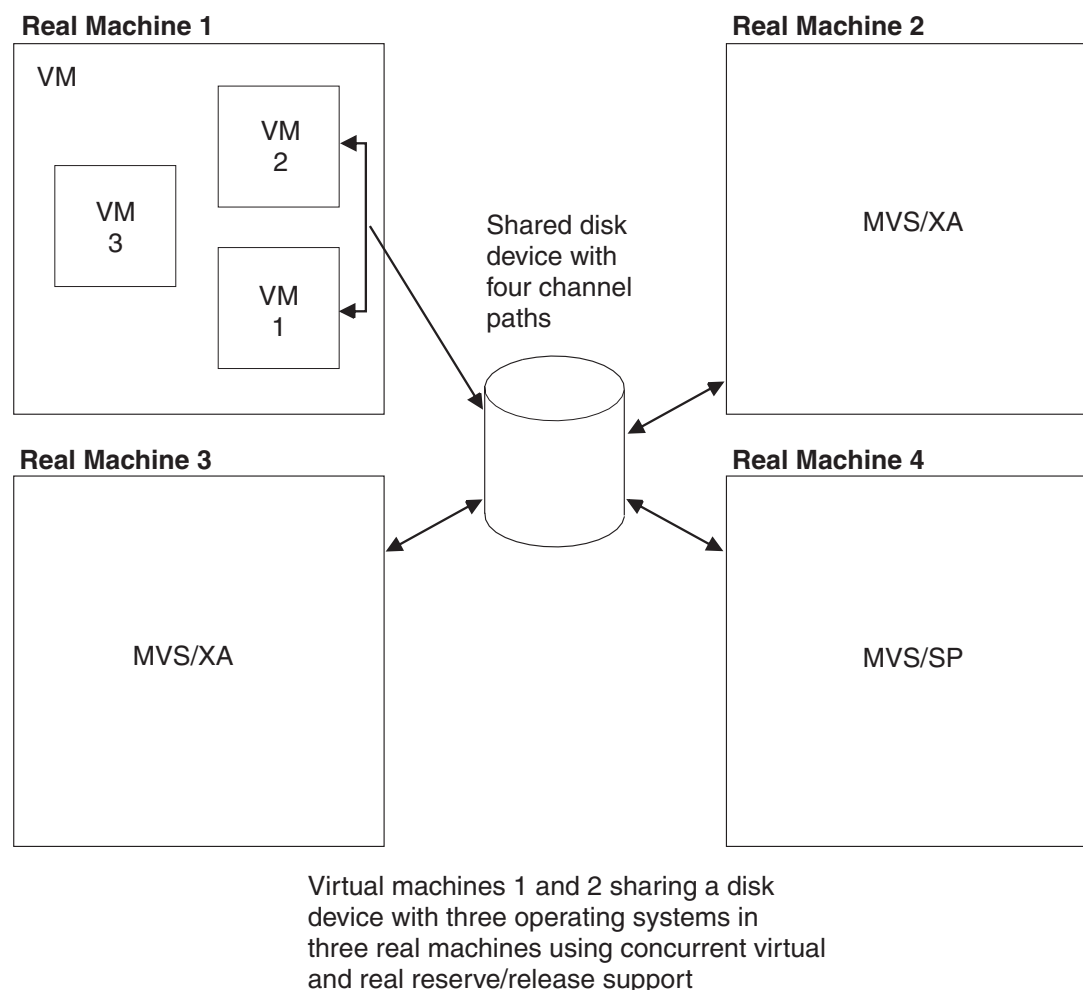 Real Machine 1
VM
VM
2
VM
3
VM
1
Real Machine 2
MVS/XA
Shared disk
device with
four channel
paths
Real Machine 3
MVS/XA
Real Machine 4
MVS/SP
Virtual machines 1 and 2 sharing a disk
device with three operating systems in
three real machines using concurrent virtual
and real reserve/release support